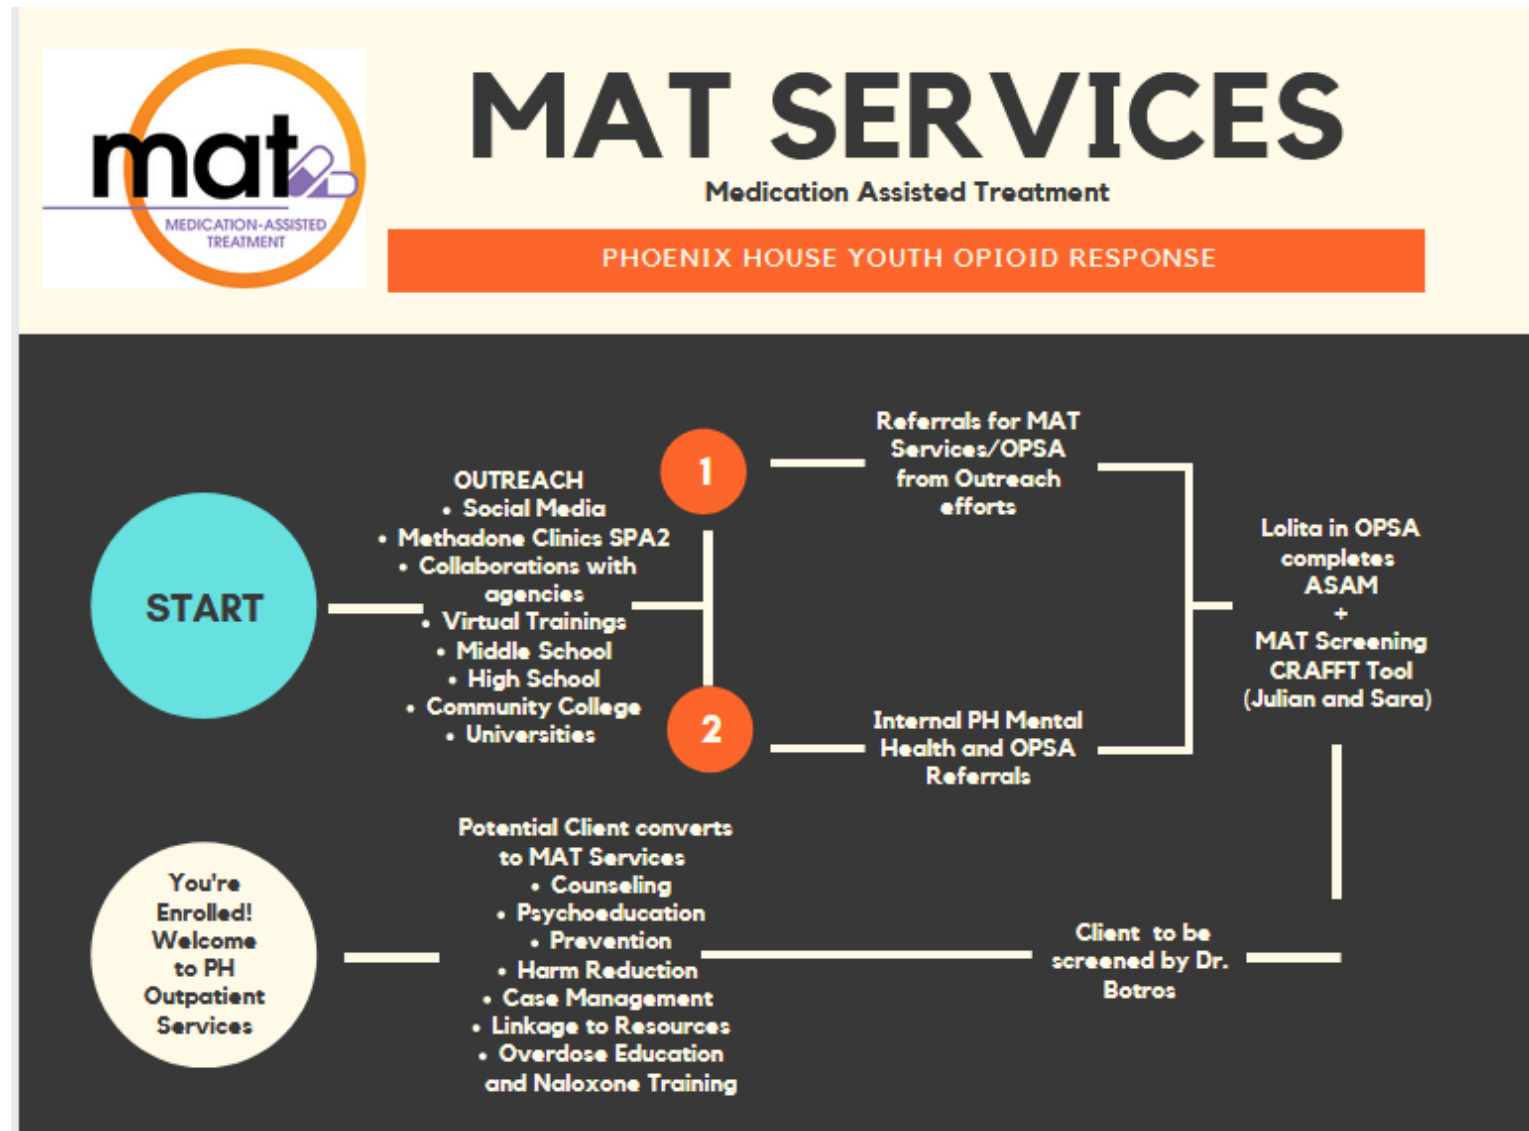 mat
MEDICATION-ASSISTED
TREATMENT
MAT SERVICES
Medication Assisted Treatment
PHOENIX HOUSE YOUTH OPIOID RESPONSE
START
OUTREACH
• Social Media
• Methadone Clinics SPA2
• Collaborations with
agencies
• Virtual Trainings
• Middle School
• High School
• Community College
• Universities
1
Referrals for MAT
Services/OPSA
from Outreach
efforts
2
Internal PH Mental
Health and OPSA
Referrals
Lolita in OPSA
completes
ASAM
+
MAT Screening
CRAFFT Tool
(Julian and Sara)
Client to be
screened by Dr.
Botros
Potential Client converts
to MAT Services
• Counseling
• Psychoeducation
• Prevention
• Harm Reduction
• Case Management
• Linkage to Resources
• Overdose Education
and Naloxone Training
You're
Enrolled!
Welcome
to PH
Outpatient
Services